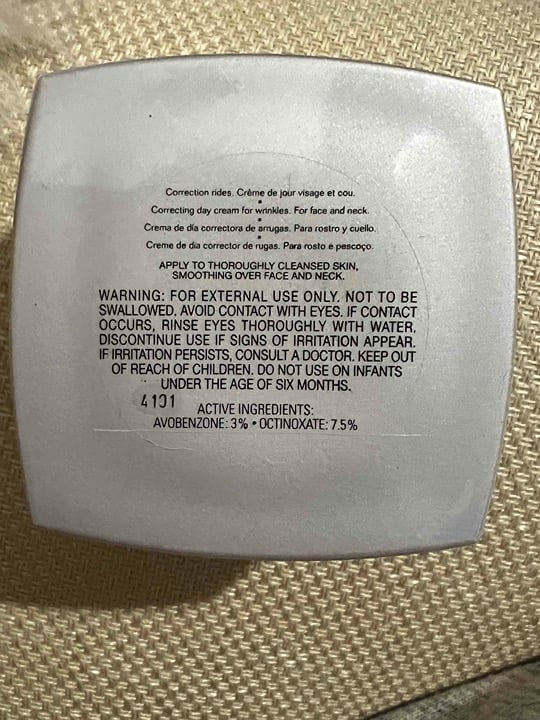 Correction rides. Crème de jour visage et cou.
•
Correcting day cream for wrinkles. For face and neck.
•
Crema de día correctora de arrugas. Para rostro y cuello.
•
Creme de dia corrector de rugas. Para rosto e pescoço.
APPLY TO THOROUGHLY CLEANSED SKIN,
SMOOTHING OVER FACE AND NECK.
WARNING: FOR EXTERNAL USE ONLY. NOT TO BE
SWALLOWED. AVOID CONTACT WITH EYES. IF CONTACT
OCCURS, RINSE EYES THOROUGHLY WITH WATER.
DISCONTINUE USE IF SIGNS OF IRRITATION APPEAR.
IF IRRITATION PERSISTS, CONSULT A DOCTOR. KEEP OUT
OF REACH OF CHILDREN. DO NOT USE ON INFANTS
UNDER THE AGE OF SIX MONTHS.
4101
ACTIVE INGREDIENTS:
AVOBENZONE: 3% • OCTINOXATE: 7.5%